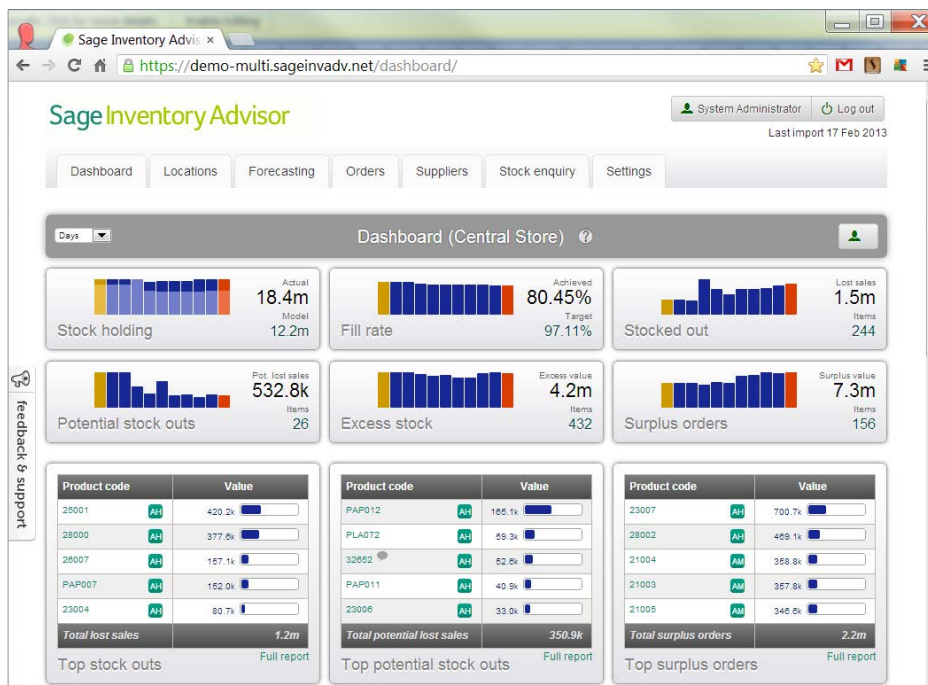 Sage Inventory Advis ×
https://demo-multi.sageinvadv.net/dashboard/
Sage Inventory Advisor
System Administrator
Log out
Last import 17 Feb 2013
Dashboard
Locations
Forecasting
Orders
Suppliers
Stock enquiry
Settings
Days
Dashboard (Central Store) ?
Actual
18.4m
Model
12.2m
Stock holding
Achieved
80.45%
Target
97.11%
Fill rate
Lost sales
1.5m
Items
244
Stocked out
Pot. lost sales
532.8k
Items
26
Potential stock outs
Excess value
4.2m
Items
432
Excess stock
Surplus value
7.3m
Items
156
Surplus orders
feedback & support
Product code Value
25001 AH 420.2k
28000 AH 377.6k
26007 AH 157.1k
PAP007 AH 152.0k
23004 AH 80.7k
Total lost sales 1.2m
Full report
Top stock outs
Product code Value
PAP012 AH 165.1k
PLA072 AH 59.3k
32652 AH 52.6k
PAP011 AH 40.9k
23006 AH 33.0k
Total potential lost sales 350.9k
Full report
Top potential stock outs
Product code Value
23007 AH 700.7k
28002 AH 469.1k
21004 AM 358.8k
21003 AM 357.8k
21005 AM 346.6k
Total surplus orders 2.2m
Full report
Top surplus orders